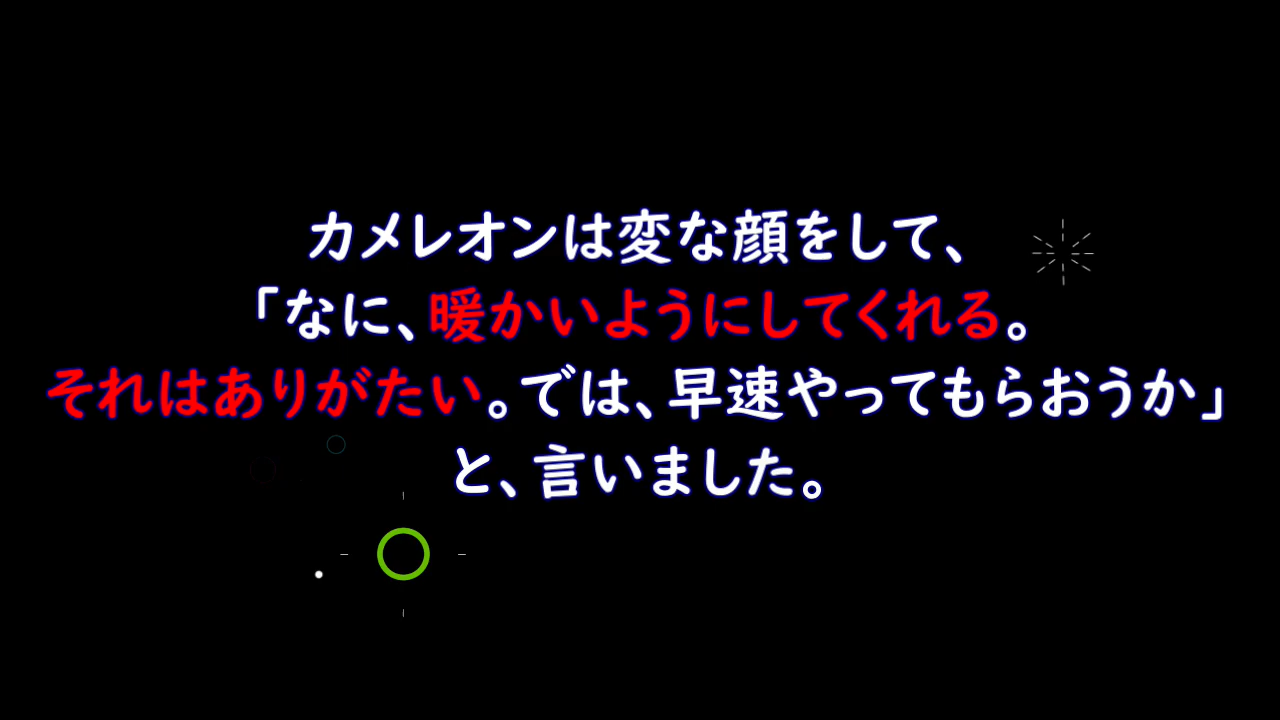 カメレオンは変な顔をして、
「なに、暖かいようにしてくれる。
それはありがたい。では、早速やってもらおうか」
と、言いました。